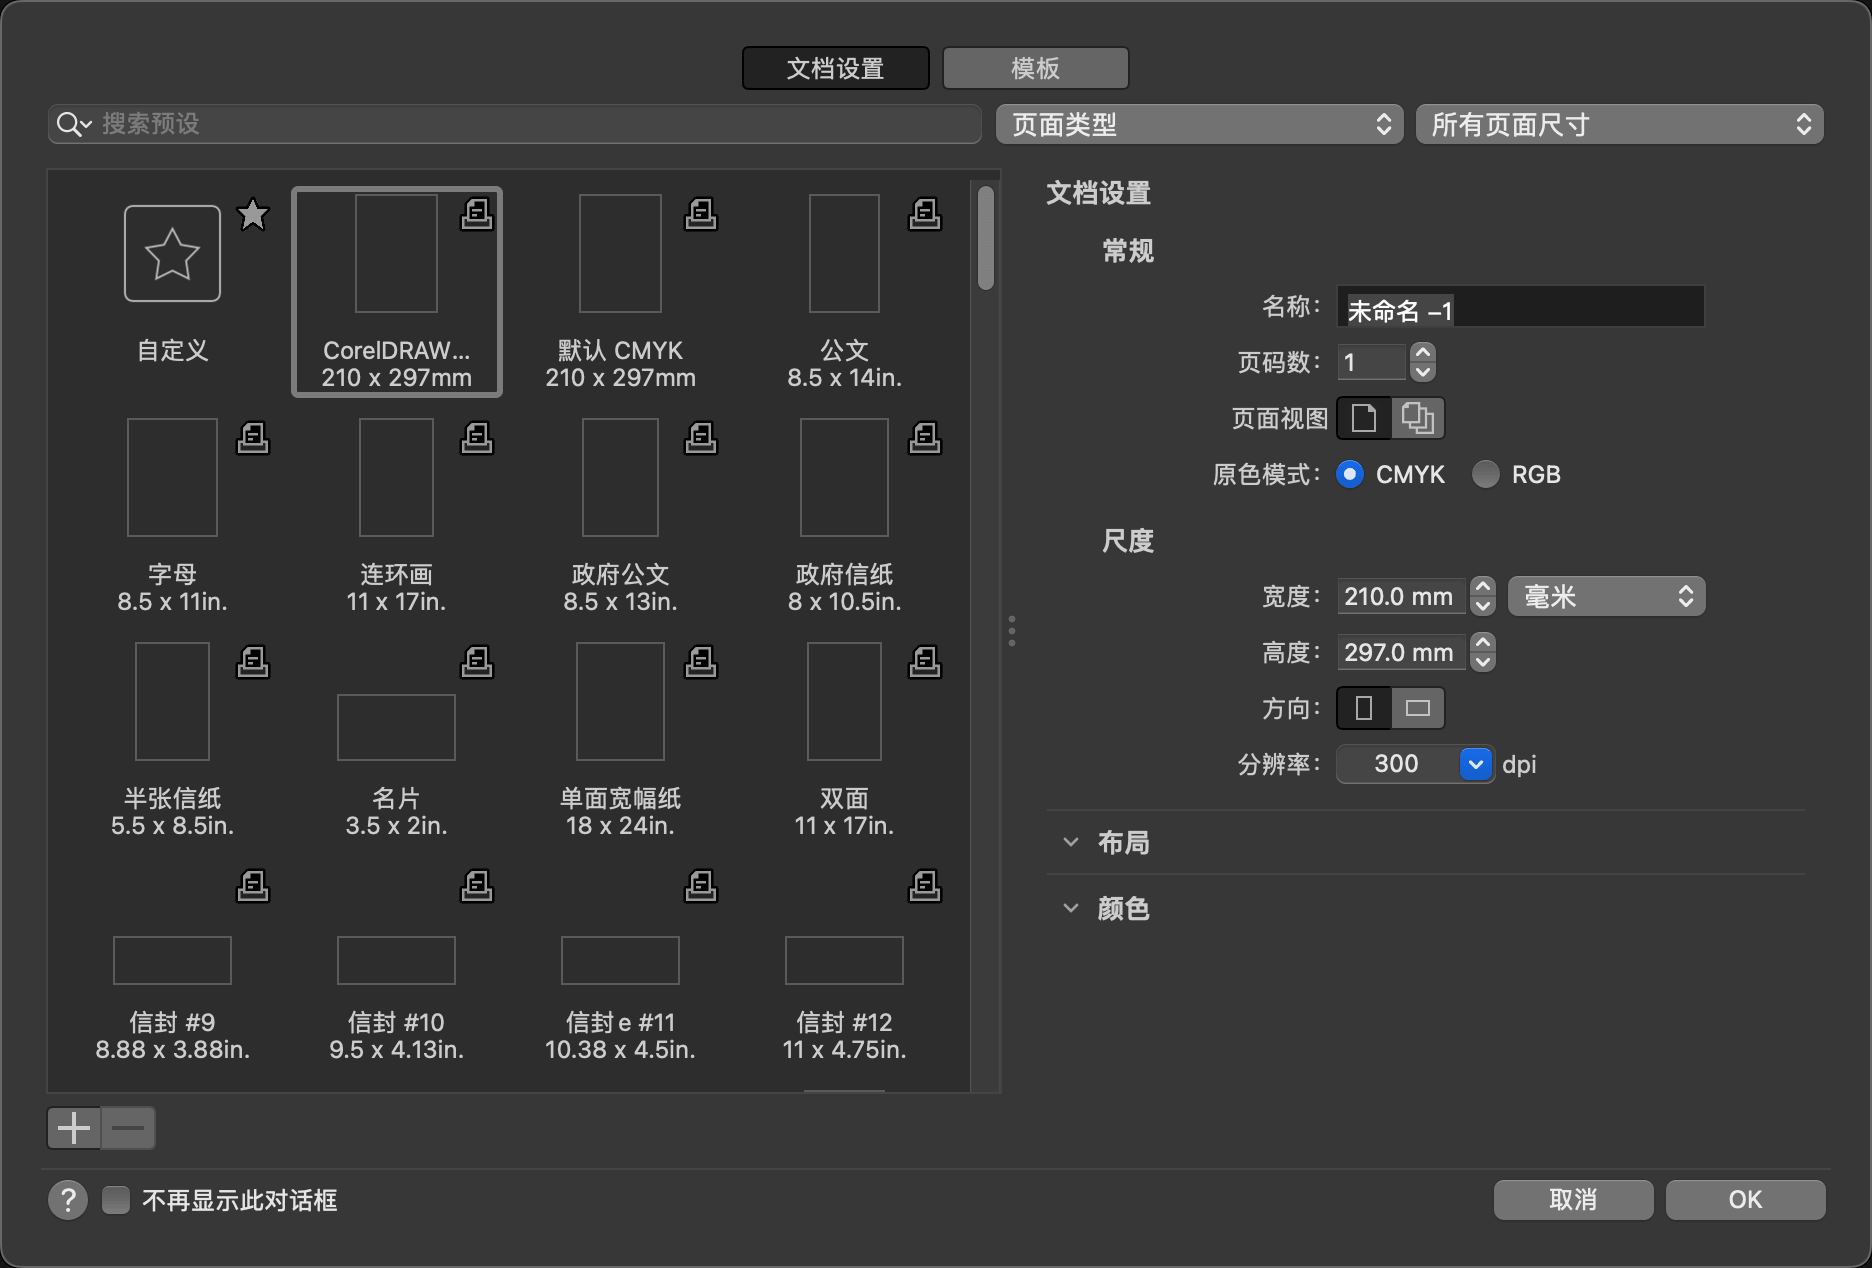 文档设置
模板
搜索预设
页面类型
所有页面尺寸
自定义
CorelDRAW...
210 x 297mm
默认 CMYK
210 x 297mm
公文
8.5 x 14in.
字母
8.5 x 11in.
连环画
11 x 17in.
政府公文
8.5 x 13in.
政府信纸
8 x 10.5in.
半张信纸
5.5 x 8.5in.
名片
3.5 x 2in.
单面宽幅纸
18 x 24in.
双面
11 x 17in.
信封 #9
8.88 x 3.88in.
信封 #10
9.5 x 4.13in.
信封 e #11
10.38 x 4.5in.
信封 #12
11 x 4.75in.
文档设置
常规
名称: 未命名 –1
页码数: 1
页面视图
原色模式: CMYK RGB
尺度
宽度: 210.0 mm 毫米
高度: 297.0 mm
方向:
分辨率: 300 dpi
布局
颜色
? 不再显示此对话框
取消
OK